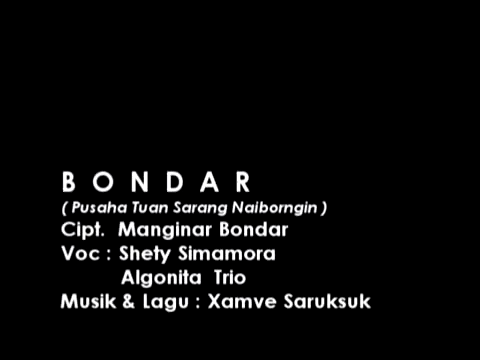 B O N D A R
( Pusaha Tuan Sarang Naiborngin )
Cipt. Manginar Bondar
Voc : Shety Simamora
Algonita Trio
Musik & Lagu : Xamve Saruksuk